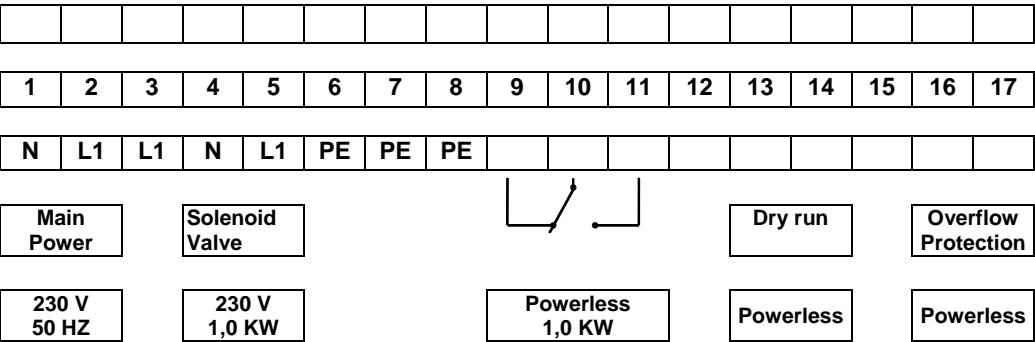 1 2 3 4 5 6 7 8 9 10 11 12 13 14 15 16 17
N L1 L1 N L1 PE PE PE
Main Solenoid Dry run Overflow
Power Valve Protection
230 V 230 V Powerless Powerless Powerless
50 HZ 1,0 KW 1,0 KW